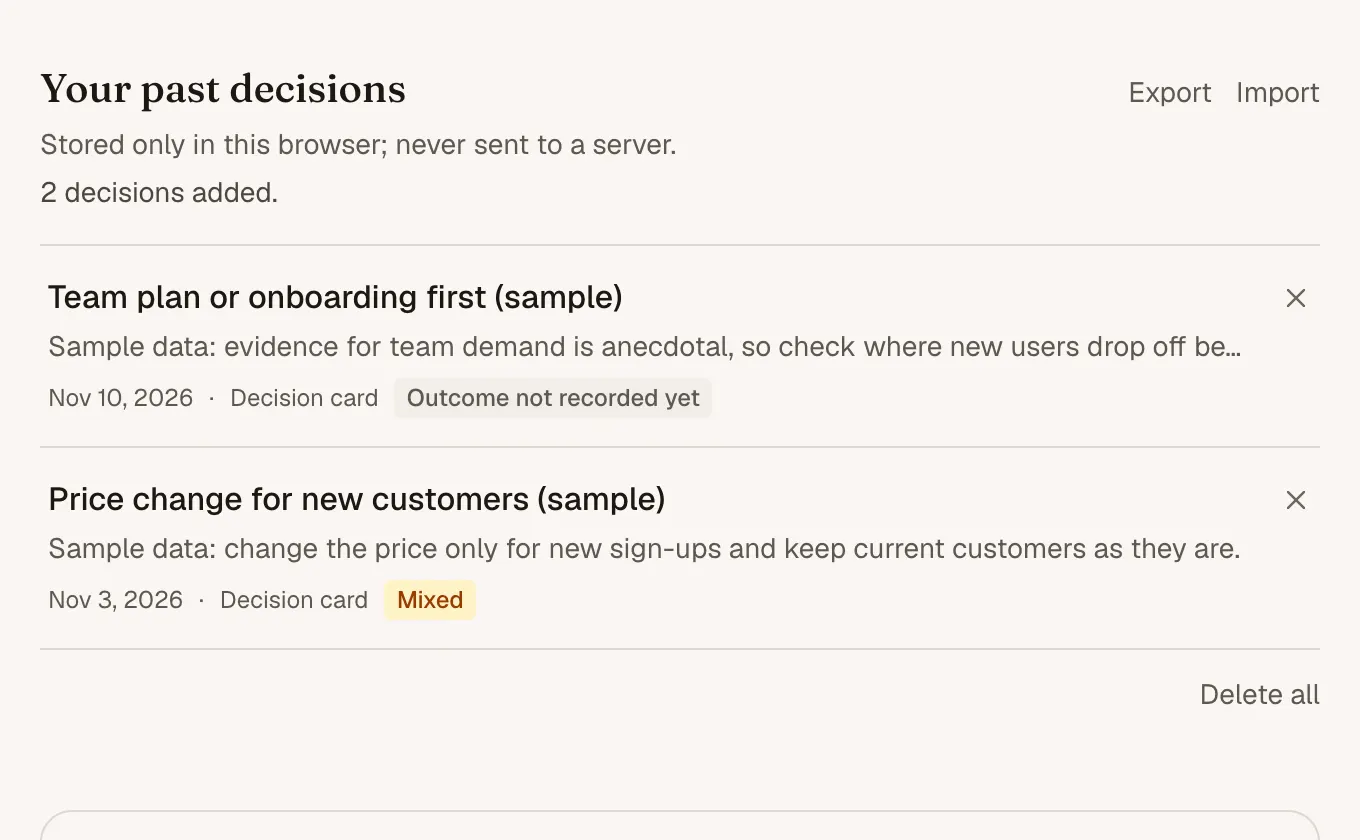 Your past decisions
Export Import
Stored only in this browser; never sent to a server.
2 decisions added.
Team plan or onboarding first (sample)
Sample data: evidence for team demand is anecdotal, so check where new users drop off be…
Nov 10, 2026 · Decision card Outcome not recorded yet
Price change for new customers (sample)
Sample data: change the price only for new sign-ups and keep current customers as they are.
Nov 3, 2026 · Decision card Mixed
Delete all